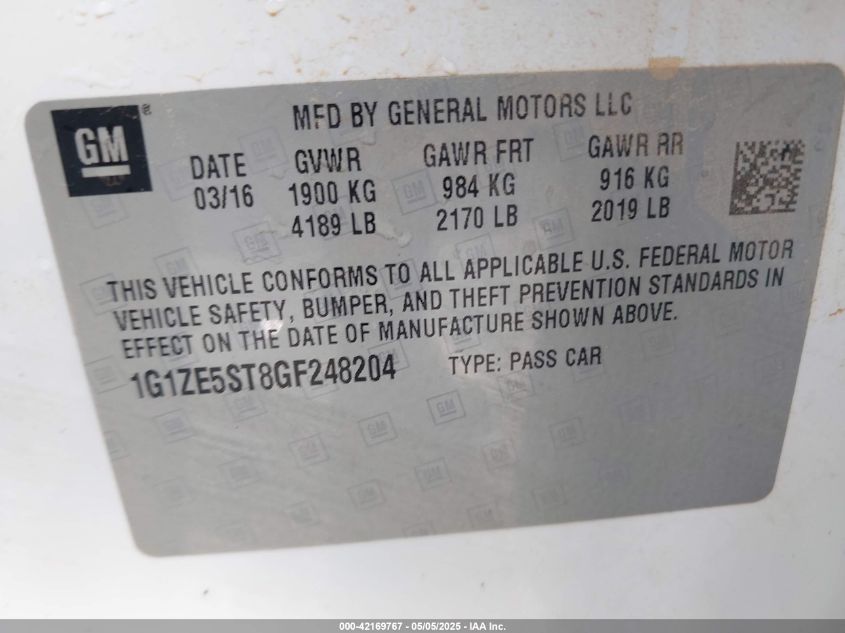 GM®
MFD BY GENERAL MOTORS LLC
DATE GVWR GAWR FRT GAWR RR
03/16 1900 KG 984 KG 916 KG
4189 LB 2170 LB 2019 LB
THIS VEHICLE CONFORMS TO ALL APPLICABLE U.S. FEDERAL MOTOR
VEHICLE SAFETY, BUMPER, AND THEFT PREVENTION STANDARDS IN
EFFECT ON THE DATE OF MANUFACTURE SHOWN ABOVE.
1G1ZE5ST8GF248204 TYPE: PASS CAR
000-42169767 - 05/05/2025 - IAA Inc.